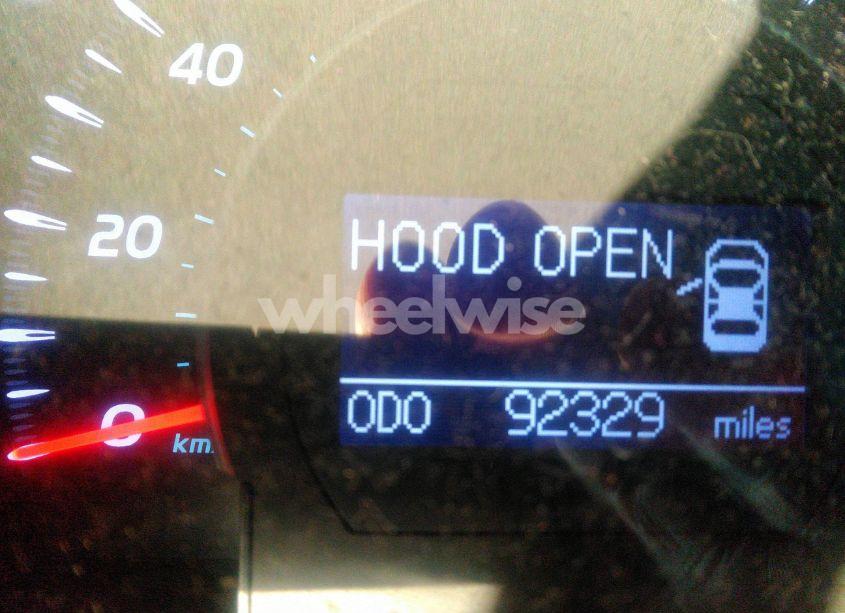 40
20
HOOD OPEN
wheelwise
0
km
ODO 92329 miles